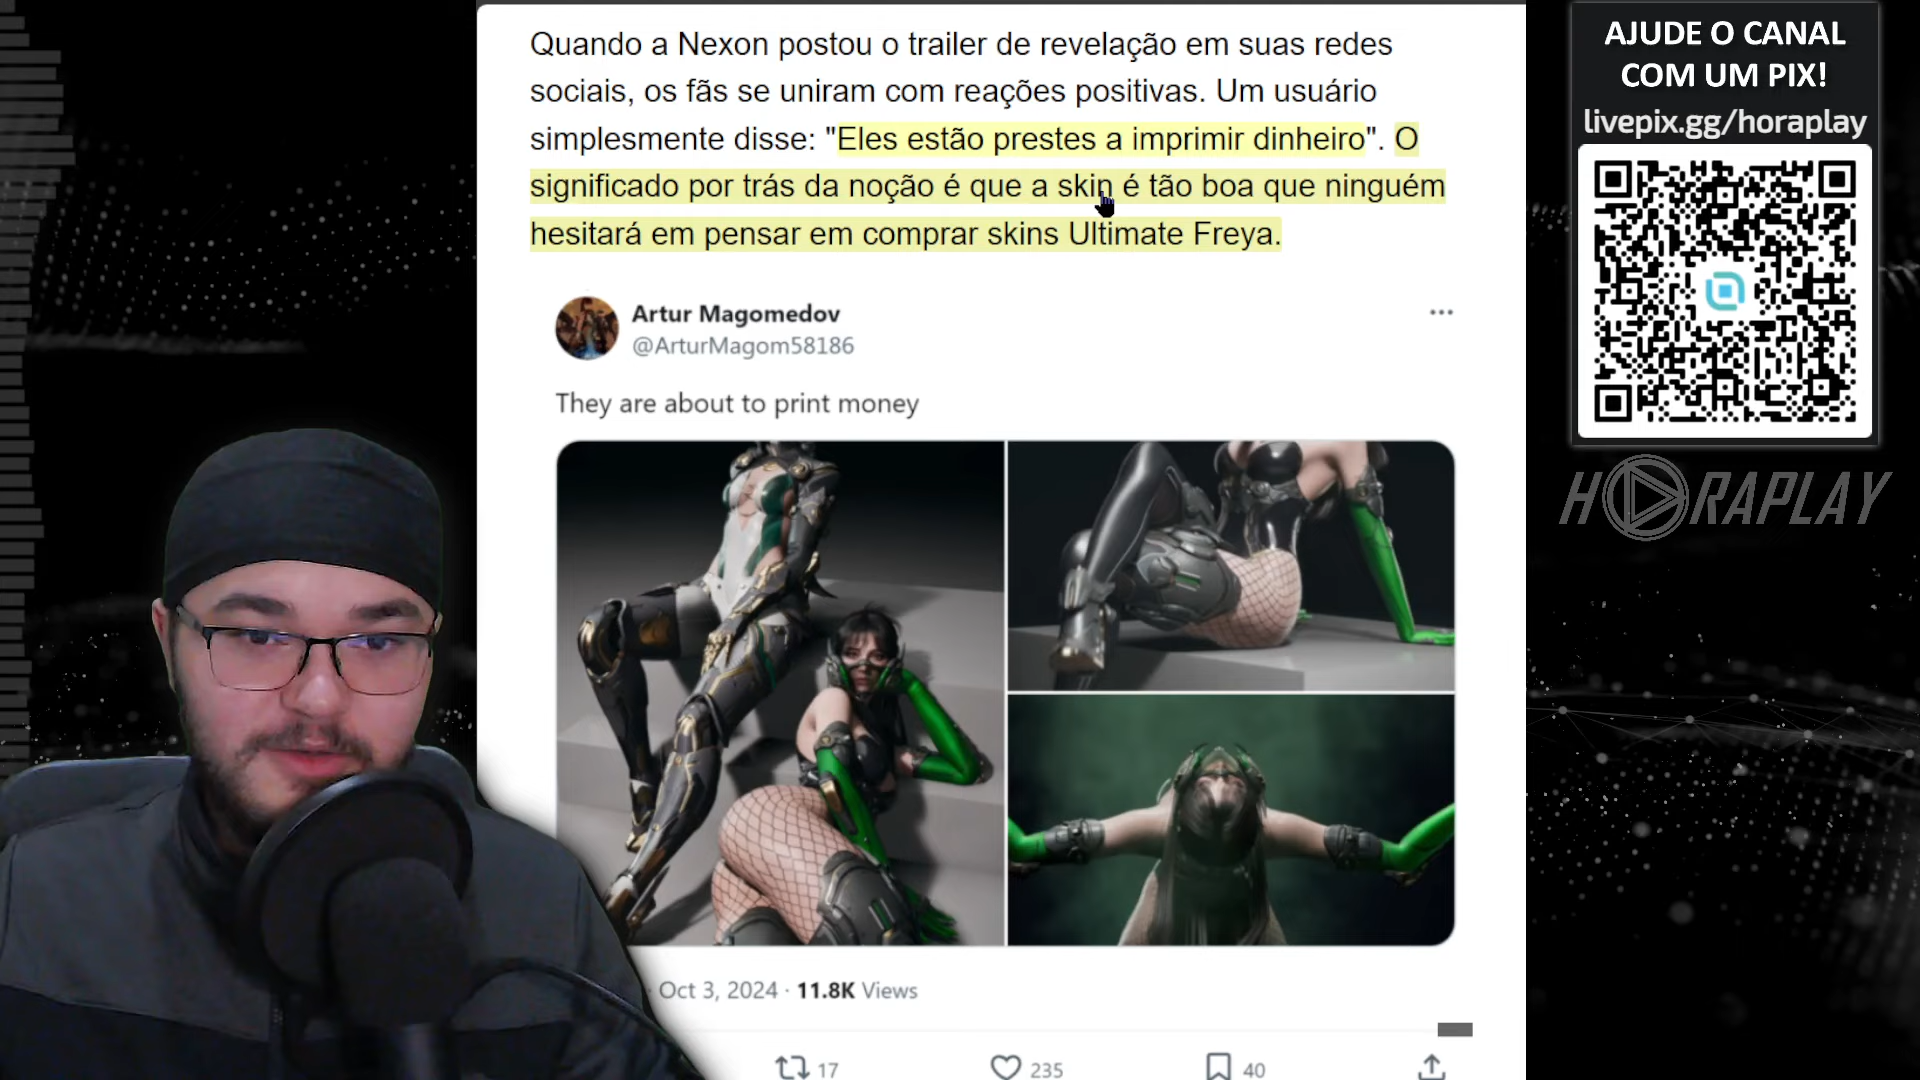 Quando a Nexon postou o trailer de revelação em suas redes
sociais, os fãs se uniram com reações positivas. Um usuário
simplesmente disse: "Eles estão prestes a imprimir dinheiro". O
significado por trás da noção é que a skin é tão boa que ninguém
hesitará em pensar em comprar skins Ultimate Freya.
Artur Magomedov
@ArturMagom58186
They are about to print money
Oct 3, 2024 · 11.8K Views
17
235
40
AJUDE O CANAL
COM UM PIX!
livepix.gg/horaplay
HORAPLAY